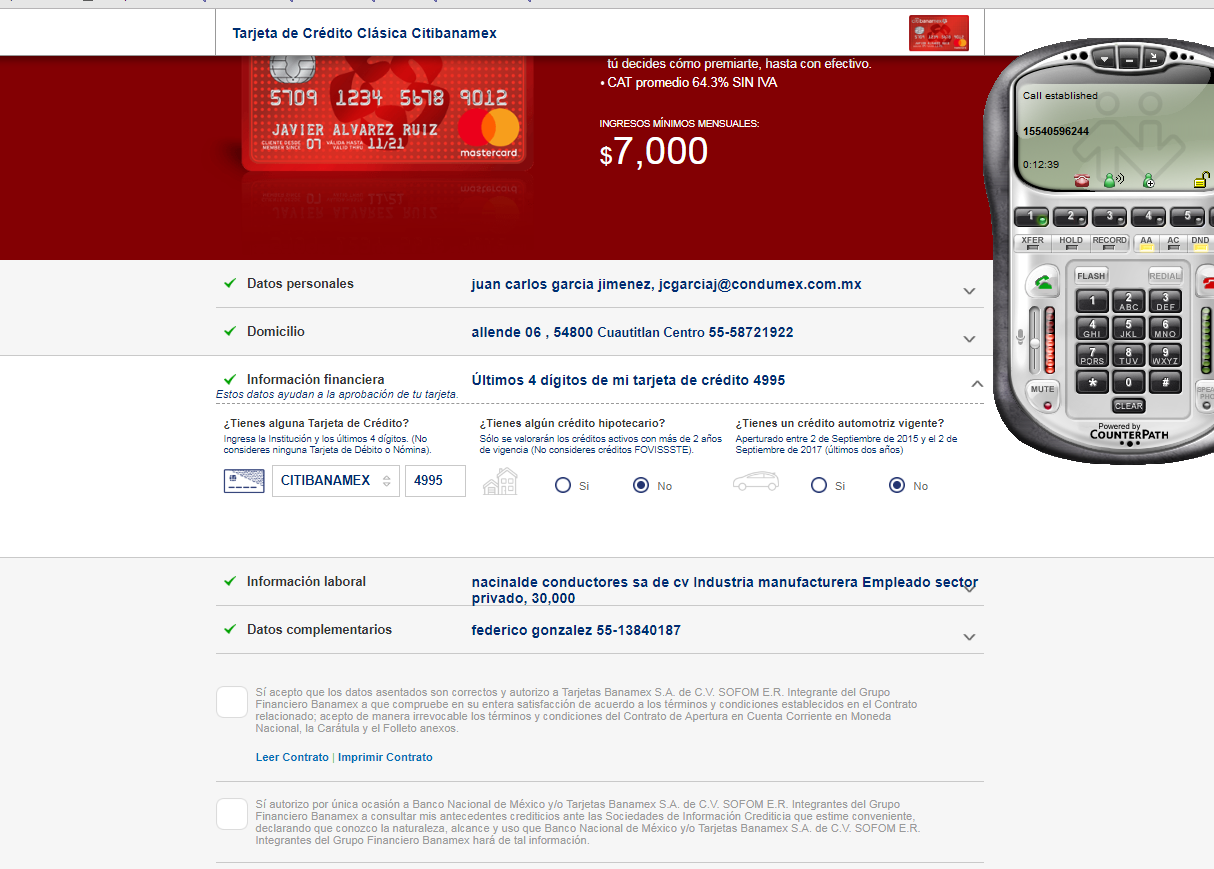 Tarjeta de Crédito Clásica Citibanamex
tú decides cómo premiarte, hasta con efectivo.
• CAT promedio 64.3% SIN IVA
INGRESOS MÍNIMOS MENSUALES:
$7,000
5709 1234 5678 9012
JAVIER ALVAREZ RUIZ
CLIENTE DESDE
MEMBER SINCE 07 VÁLIDA HASTA
VALID THRU 11/21
mastercard
Call established
15540596244
0:12:39
1 2 3 4 5
XFER HOLD RECORD AA AC DND
FLASH REDIAL
1 2 ABC 3 DEF
4 GHI 5 JKL 6 MNO
7 PQRS 8 TUV 9 WXYZ
* 0 #
MUTE
CLEAR
Powered by
COUNTERPATH
Datos personales juan carlos garcia jimenez, jcgarciaj@condumex.com.mx
Domicilio allende 06 , 54800 Cuautitlan Centro 55-58721922
Información financiera Últimos 4 dígitos de mi tarjeta de crédito 4995
Estos datos ayudan a la aprobación de tu tarjeta.
¿Tienes alguna Tarjeta de Crédito?
Ingresa la Institución y los últimos 4 dígitos. (No
consideres ninguna Tarjeta de Débito o Nómina).
CITIBANAMEX 4995
¿Tienes algún crédito hipotecario?
Sólo se valorarán los créditos activos con más de 2 años
de vigencia (No consideres créditos FOVISSSTE).
Si No
¿Tienes un crédito automotriz vigente?
Aperturado entre 2 de Septiembre de 2015 y el 2 de
Septiembre de 2017 (últimos dos años)
Si No
Información laboral nacinalde conductores sa de cv Industria manufacturera Empleado sector
privado, 30,000
Datos complementarios federico gonzalez 55-13840187
Sí acepto que los datos asentados son correctos y autorizo a Tarjetas Banamex S.A. de C.V. SOFOM E.R. Integrante del Grupo
Financiero Banamex a que compruebe en su entera satisfacción de acuerdo a los términos y condiciones establecidos en el Contrato
relacionado; acepto de manera irrevocable los términos y condiciones del Contrato de Apertura en Cuenta Corriente en Moneda
Nacional, la Carátula y el Folleto anexos.
Leer Contrato | Imprimir Contrato
Sí autorizo por única ocasión a Banco Nacional de México y/o Tarjetas Banamex S.A. de C.V. SOFOM E.R. Integrantes del Grupo
Financiero Banamex a consultar mis antecedentes crediticios ante las Sociedades de Información Crediticia que estime conveniente,
declarando que conozco la naturaleza, alcance y uso que Banco Nacional de México y/o Tarjetas Banamex S.A. de C.V. SOFOM E.R.
Integrantes del Grupo Financiero Banamex hará de tal información.